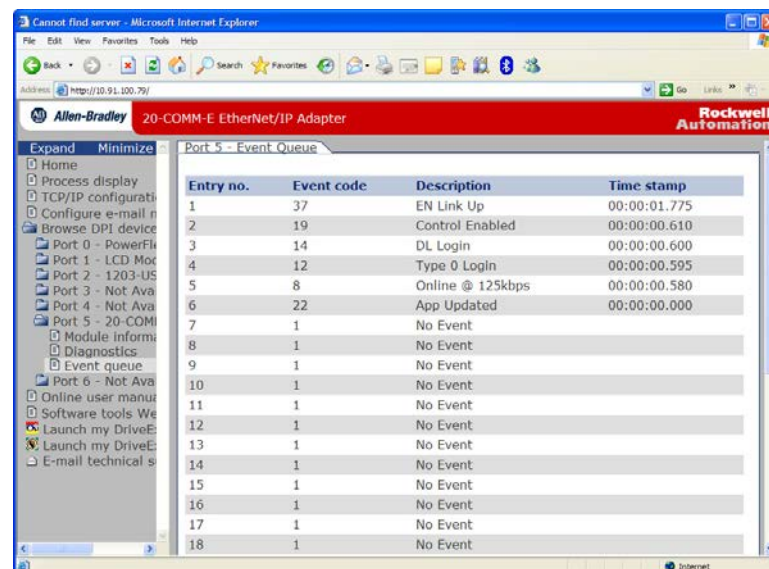 Cannot find server - Microsoft Internet Explorer
File Edit View Favorites Tools Help
Back Search Favorites
Address http://10.91.100.79/ Go Links »
AB Allen-Bradley 20-COMM-E EtherNet/IP Adapter Rockwell Automation
Expand Minimize
Home
Process display
TCP/IP configurati
Configure e-mail n
Browse DPI device
Port 0 - PowerFle
Port 1 - LCD Mod
Port 2 - 1203-US
Port 3 - Not Ava
Port 4 - Not Ava
Port 5 - 20-COMM
Module informa
Diagnostics
Event queue
Port 6 - Not Ava
Online user manua
Software tools We
Launch my DriveE
Launch my DriveE
E-mail technical s
Port 5 - Event Queue
Entry no. Event code Description Time stamp
1 37 EN Link Up 00:00:01.775
2 19 Control Enabled 00:00:00.610
3 14 DL Login 00:00:00.600
4 12 Type 0 Login 00:00:00.595
5 8 Online @ 125kbps 00:00:00.580
6 22 App Updated 00:00:00.000
7 1 No Event
8 1 No Event
9 1 No Event
10 1 No Event
11 1 No Event
12 1 No Event
13 1 No Event
14 1 No Event
15 1 No Event
16 1 No Event
17 1 No Event
18 1 No Event
Internet